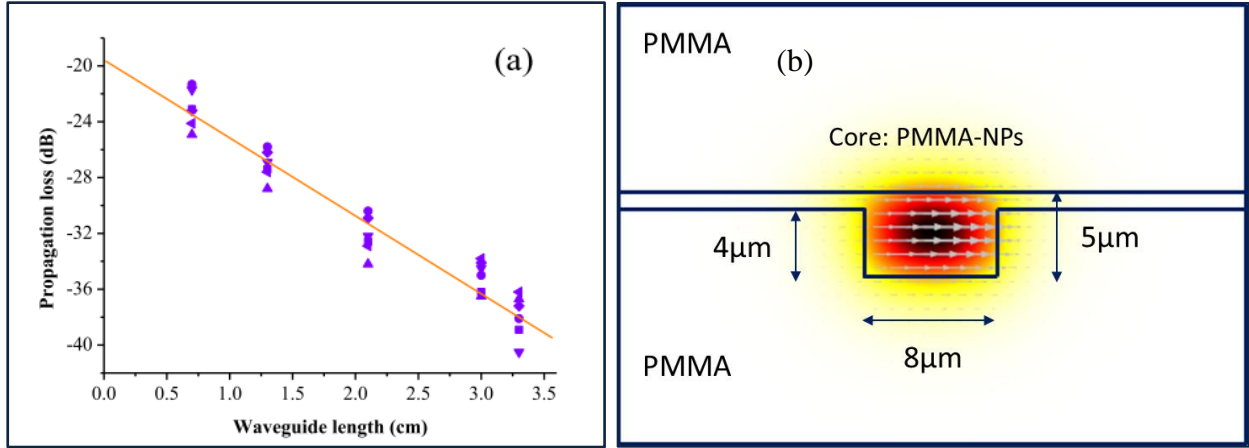 (a)
-20
-24
-28
-32
-36
-40
Propagation loss (dB)
0.0 0.5 1.0 1.5 2.0 2.5 3.0 3.5
Waveguide length (cm)
PMMA
(b)
Core: PMMA-NPs
4μm
5μm
8μm
PMMA